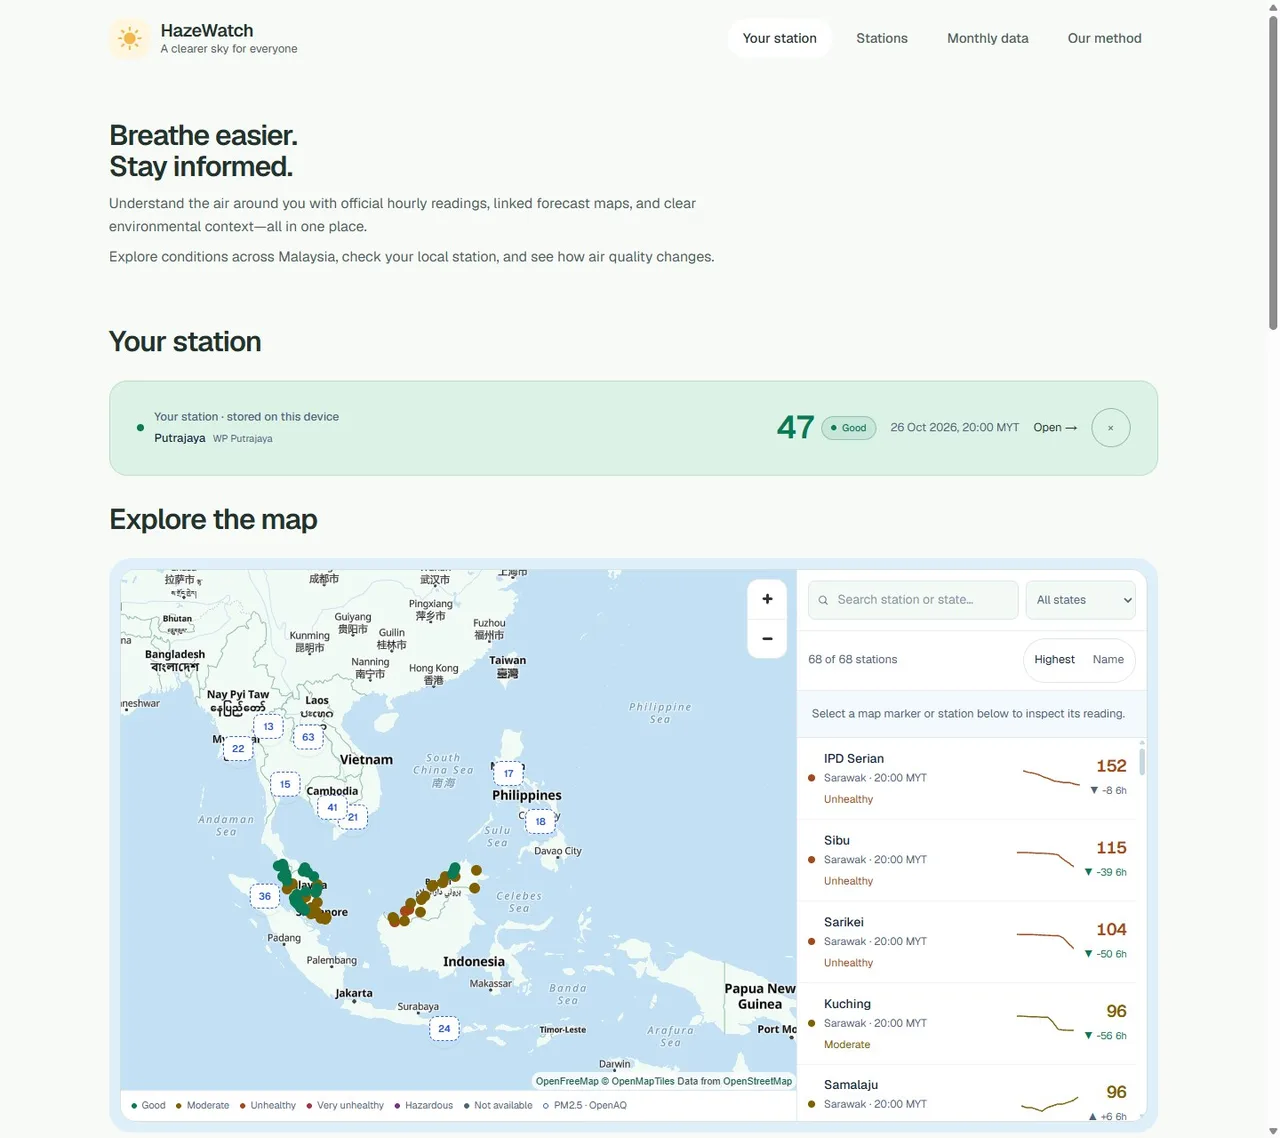 HazeWatch
A clearer sky for everyone
Your station
Stations
Monthly data
Our method
Breathe easier.
Stay informed.
Understand the air around you with official hourly readings, linked forecast maps, and clear
environmental context—all in one place.
Explore conditions across Malaysia, check your local station, and see how air quality changes.
Your station
Your station · stored on this device
Putrajaya WP Putrajaya
47
Good
26 Oct 2026, 20:00 MYT
Open →
×
Explore the map
拉萨市
成都市
武汉市
上海市
Pingxiang
萍乡市
Bhutan
Guiyang
贵阳市
Fuzhou
福州市
Kunming
昆明市
Guilin
桂林市
Bangladesh
বাংলাদেশ
Nanning
南宁市
Hong Kong
香港
Taiwan
臺灣
Nay Pyi Taw
နေပြည်တော်
Laos
Philippine
Sea
13
63
22
Vietnam
South
China Sea
南海
17
15
Cambodia
Philippines
41
21
18
Andaman
Sea
Sulu
Sea
Davao City
36
Celebes
Sea
Padang
Palembang
Indonesia
Makassar
Jakarta
Surabaya
Banda
Sea
Papua New
Guinea
24
Timor-Leste
Arafura
Sea
Port Mo
Darwin
+
−
OpenFreeMap © OpenMapTiles Data from OpenStreetMap
Good
Moderate
Unhealthy
Very unhealthy
Hazardous
Not available
PM2.5 · OpenAQ
Search station or state…
All states
68 of 68 stations
Highest
Name
Select a map marker or station below to inspect its reading.
IPD Serian
Sarawak · 20:00 MYT
Unhealthy
152
▼ -8 6h
Sibu
Sarawak · 20:00 MYT
Unhealthy
115
▼ -39 6h
Sarikei
Sarawak · 20:00 MYT
Unhealthy
104
▼ -50 6h
Kuching
Sarawak · 20:00 MYT
Moderate
96
▼ -56 6h
Samalaju
Sarawak · 20:00 MYT
96
▲ +6 6h